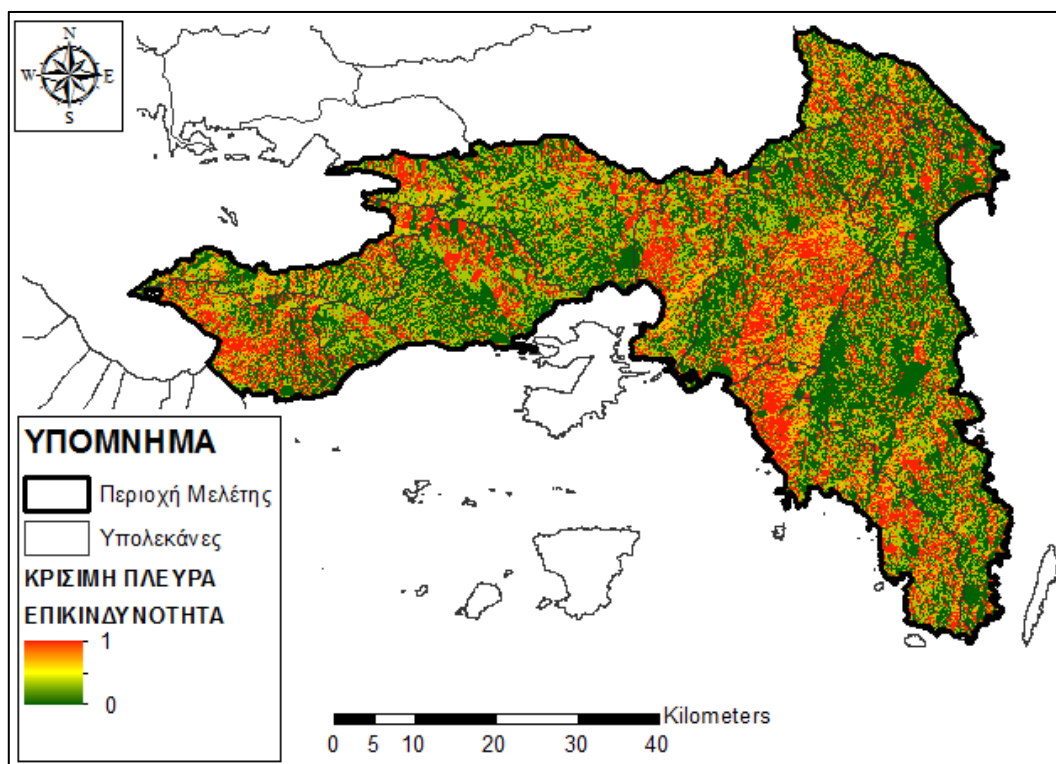 N
W E
S
ΥΠΟΜΝΗΜΑ
Περιοχή Μελέτης
Υπολεκάνες
ΚΡΙΣΙΜΗ ΠΛΕΥΡΑ
ΕΠΙΚΙΝΔΥΝΟΤΗΤΑ
1
0
Kilometers
0 5 10 20 30 40